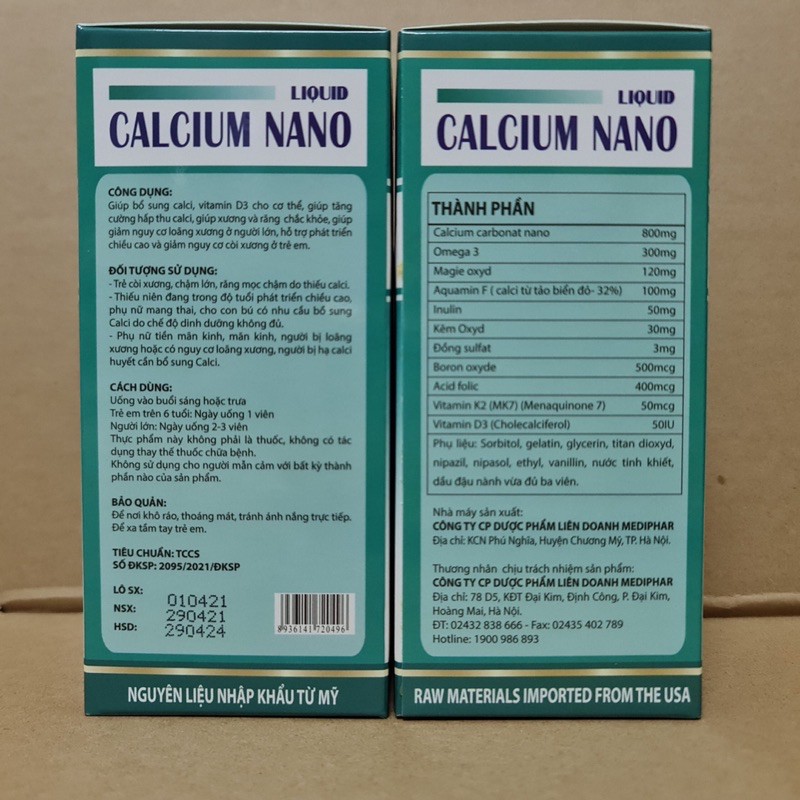 LIQUID
CALCIUM NANO
CÔNG DỤNG:
Giúp bổ sung calci, vitamin D3 cho cơ thể, giúp tăng
cường hấp thu calci, giúp xương và răng chắc khỏe, giúp
giảm nguy cơ loãng xương ở người lớn, hỗ trợ phát triển
chiều cao và giảm nguy cơ còi xương ở trẻ em.
ĐỐI TƯỢNG SỬ DỤNG:
- Trẻ còi xương, chậm lớn, răng mọc chậm do thiếu calci.
- Thiếu niên đang trong độ tuổi phát triển chiều cao,
phụ nữ mang thai, cho con bú có nhu cầu bổ sung
Calci do chế độ dinh dưỡng không đủ.
- Phụ nữ tiền mãn kinh, mãn kinh, người bị loãng
xương hoặc có nguy cơ loãng xương, người bị hạ calci
huyết cần bổ sung Calci.
CÁCH DÙNG:
Uống vào buổi sáng hoặc trưa
Trẻ em trên 6 tuổi: Ngày uống 1 viên
Người lớn: Ngày uống 2-3 viên
Thực phẩm này không phải là thuốc, không có tác
dụng thay thế thuốc chữa bệnh.
Không sử dụng cho người mẫn cảm với bất kỳ thành
phần nào của sản phẩm.
BẢO QUẢN:
Để nơi khô ráo, thoáng mát, tránh ánh nắng trực tiếp.
Để xa tầm tay trẻ em.
TIÊU CHUẨN: TCCS
SỐ ĐKSP: 2095/2021/ĐKSP
LÔ SX: 010421
NSX: 290421
HSD: 290424
8936141720496
NGUYÊN LIỆU NHẬP KHẨU TỪ MỸ
LIQUID
CALCIUM NANO
THÀNH PHẦN
Calcium carbonat nano 800mg
Omega 3 300mg
Magie oxyd 120mg
Aquamin F ( calci từ tảo biển đỏ- 32%) 100mg
Inulin 50mg
Kẽm Oxyd 30mg
Đồng sulfat 3mg
Boron oxyde 500mcg
Acid folic 400mcg
Vitamin K2 (MK7) (Menaquinone 7) 50mcg
Vitamin D3 (Cholecalciferol) 50IU
Phụ liệu: Sorbitol, gelatin, glycerin, titan dioxyd,
nipazil, nipasol, ethyl, vanillin, nước tinh khiết,
dầu đậu nành vừa đủ ba viên.
Nhà máy sản xuất:
CÔNG TY CP DƯỢC PHẨM LIÊN DOANH MEDIPHAR
Địa chỉ: KCN Phú Nghĩa, Huyện Chương Mỹ, TP. Hà Nội.
Thương nhân chịu trách nhiệm sản phẩm:
CÔNG TY CP DƯỢC PHẨM LIÊN DOANH MEDIPHAR
Địa chỉ: 78 D5, KĐT Đại Kim, Định Công, P. Đại Kim,
Hoàng Mai, Hà Nội.
ĐT: 02432 838 666 - Fax: 02435 402 789
Hotline: 1900 986 893
RAW MATERIALS IMPORTED FROM THE USA